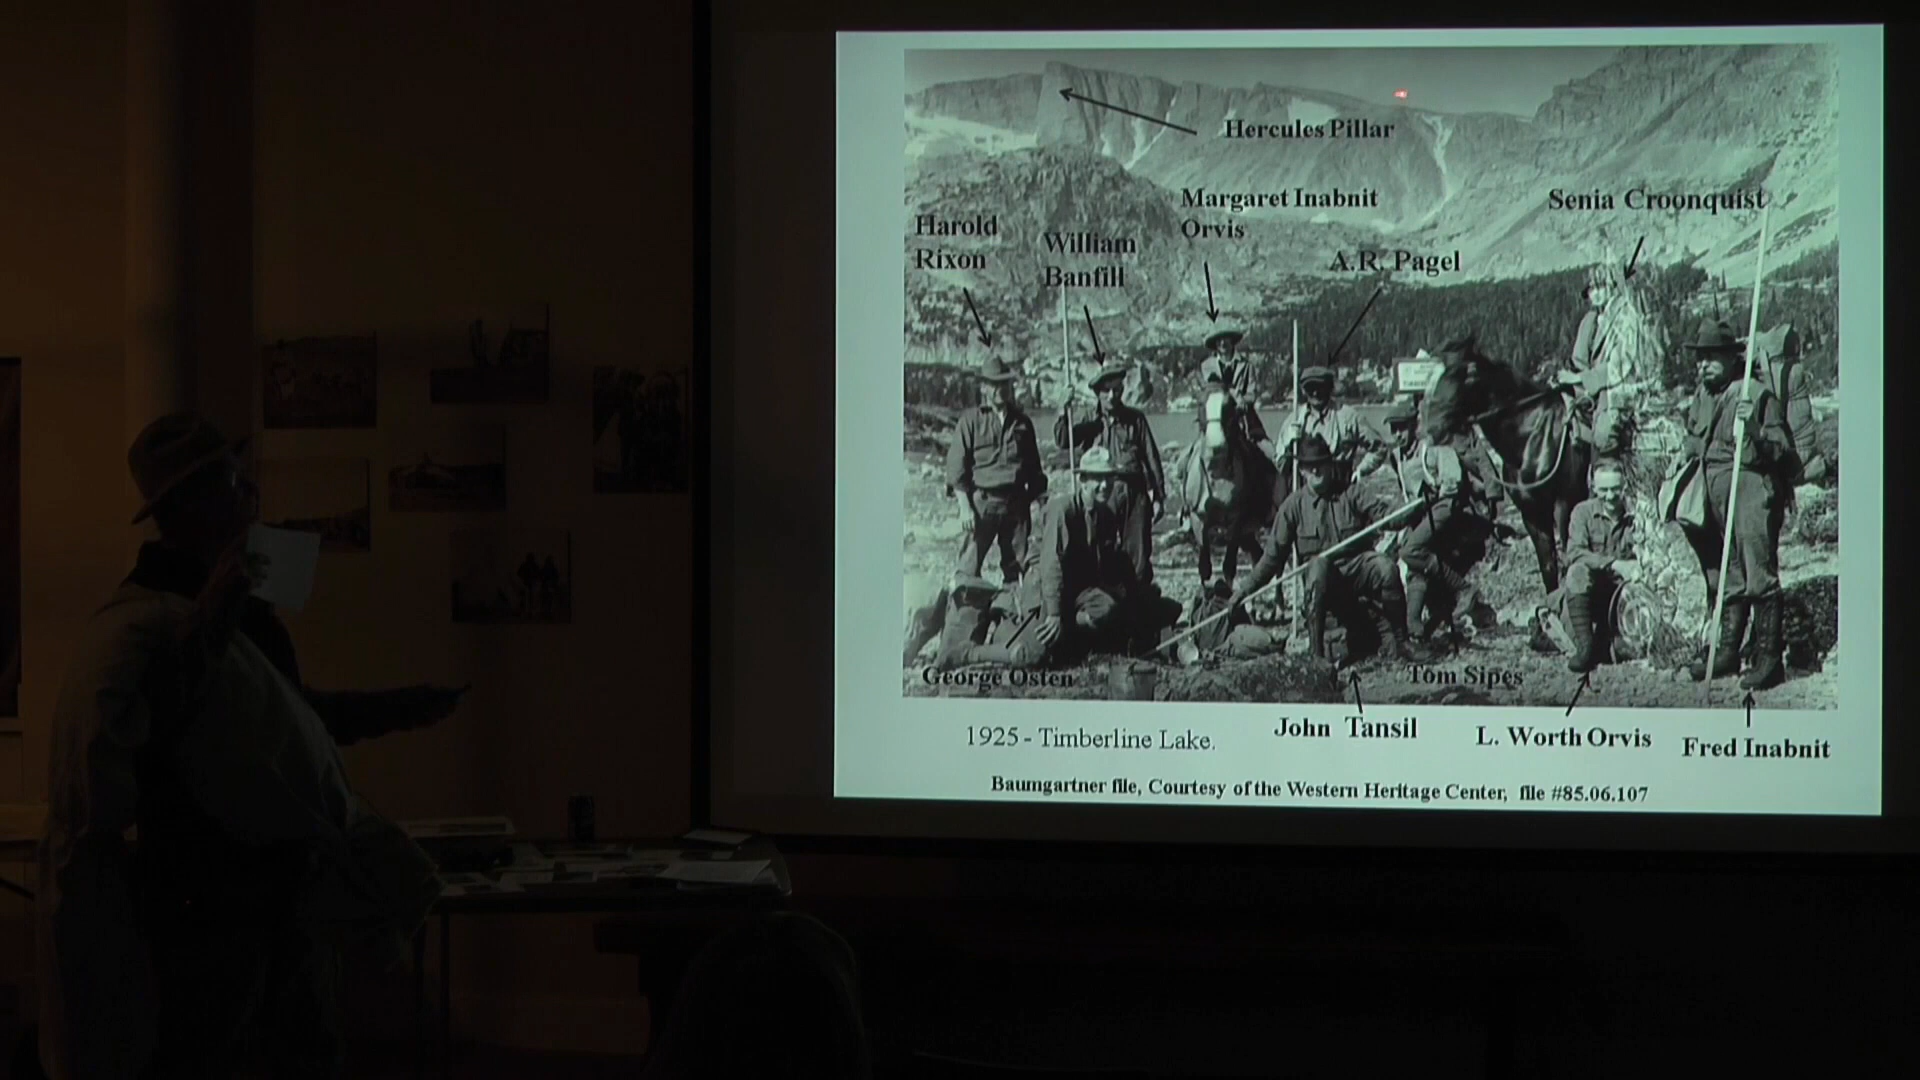 Hercules Pillar
Margaret Inabnit
Orvis
Senia Croonquist
Harold
Rixon
William
Banfill
A.R. Pagel
George Osten
Tom Sipes
1925 - Timberline Lake.
John Tansil
L. Worth Orvis
Fred Inabnit
Baumgartner file, Courtesy of the Western Heritage Center, file #85.06.107